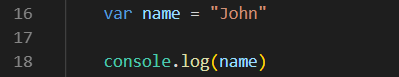 16 var name = "John"
17
18 console.log(name)